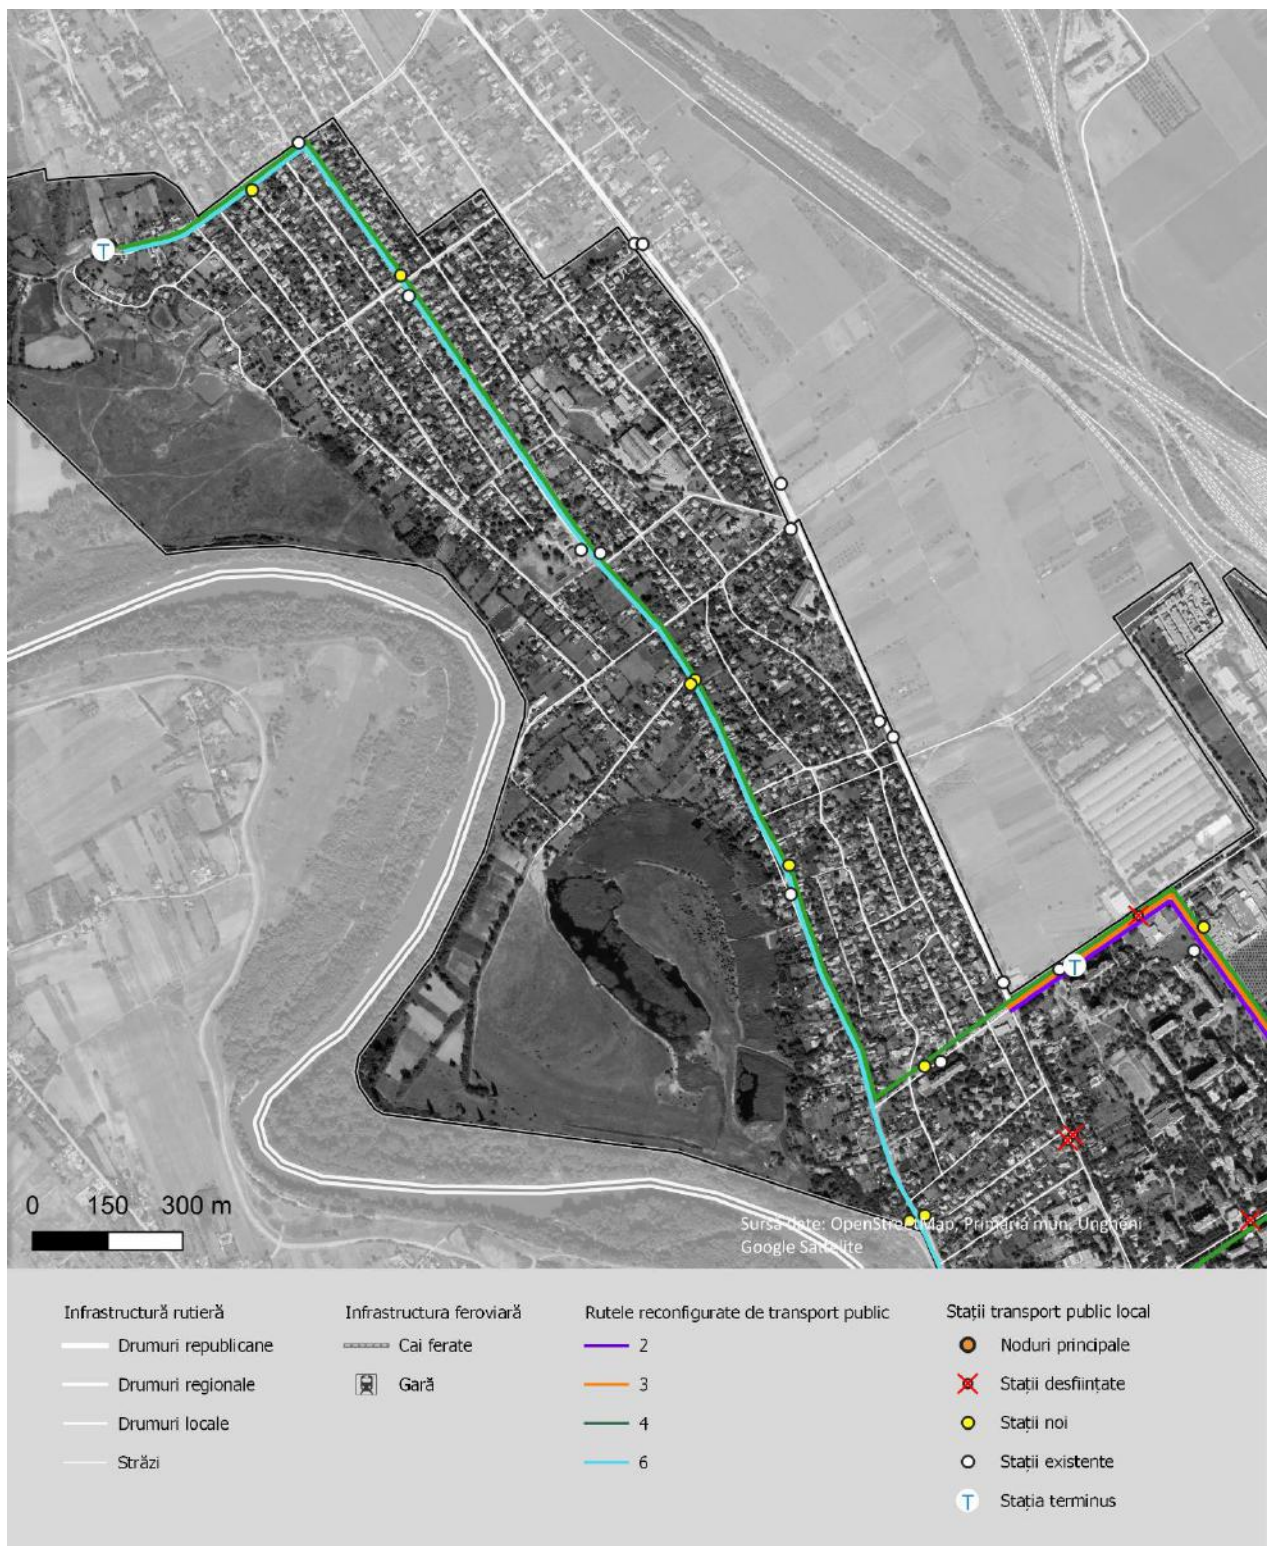 T
T
0 150 300 m
Sursă date: OpenStreetMap, Primăria mun. Ungheni
Google Sattelite
Infrastructură rutieră
Drumuri republicane
Drumuri regionale
Drumuri locale
Străzi
Infrastructura feroviară
Cai ferate
Gară
Rutele reconfigurate de transport public
2
3
4
6
Stații transport public local
Noduri principale
Stații desființate
Stații noi
Stații existente
T Stația terminus